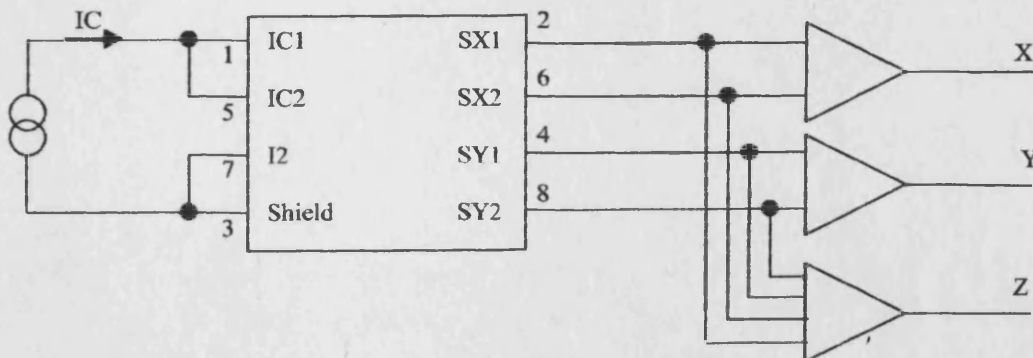 IC
1 IC1 SX1 2
5 IC2 SX2 6
7 I2 SY1 4
3 Shield SY2 8
X
Y
Z